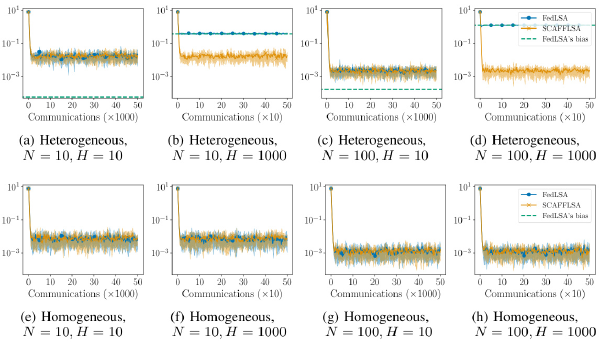 10¹
10⁻¹
10⁻³
0 10 20 30 40 50
Communications (×1000)
(a) Heterogeneous,
N = 10, H = 10
10¹
10⁻¹
10⁻³
0 10 20 30 40 50
Communications (×10)
(b) Heterogeneous,
N = 10, H = 1000
10¹
10⁻¹
10⁻³
0 10 20 30 40 50
Communications (×1000)
(c) Heterogeneous,
N = 100, H = 10
10¹
10⁻¹
10⁻³
FedLSA
SCAFFLSA
FedLSA's bias
0 10 20 30 40 50
Communications (×10)
(d) Heterogeneous,
N = 100, H = 1000
10¹
10⁻¹
10⁻³
0 10 20 30 40 50
Communications (×1000)
(e) Homogeneous,
N = 10, H = 10
10¹
10⁻¹
10⁻³
0 10 20 30 40 50
Communications (×10)
(f) Homogeneous,
N = 10, H = 1000
10¹
10⁻¹
10⁻³
0 10 20 30 40 50
Communications (×1000)
(g) Homogeneous,
N = 100, H = 10
10¹
10⁻¹
10⁻³
FedLSA
SCAFFLSA
FedLSA's bias
0 10 20 30 40 50
Communications (×10)
(h) Homogeneous,
N = 100, H = 1000